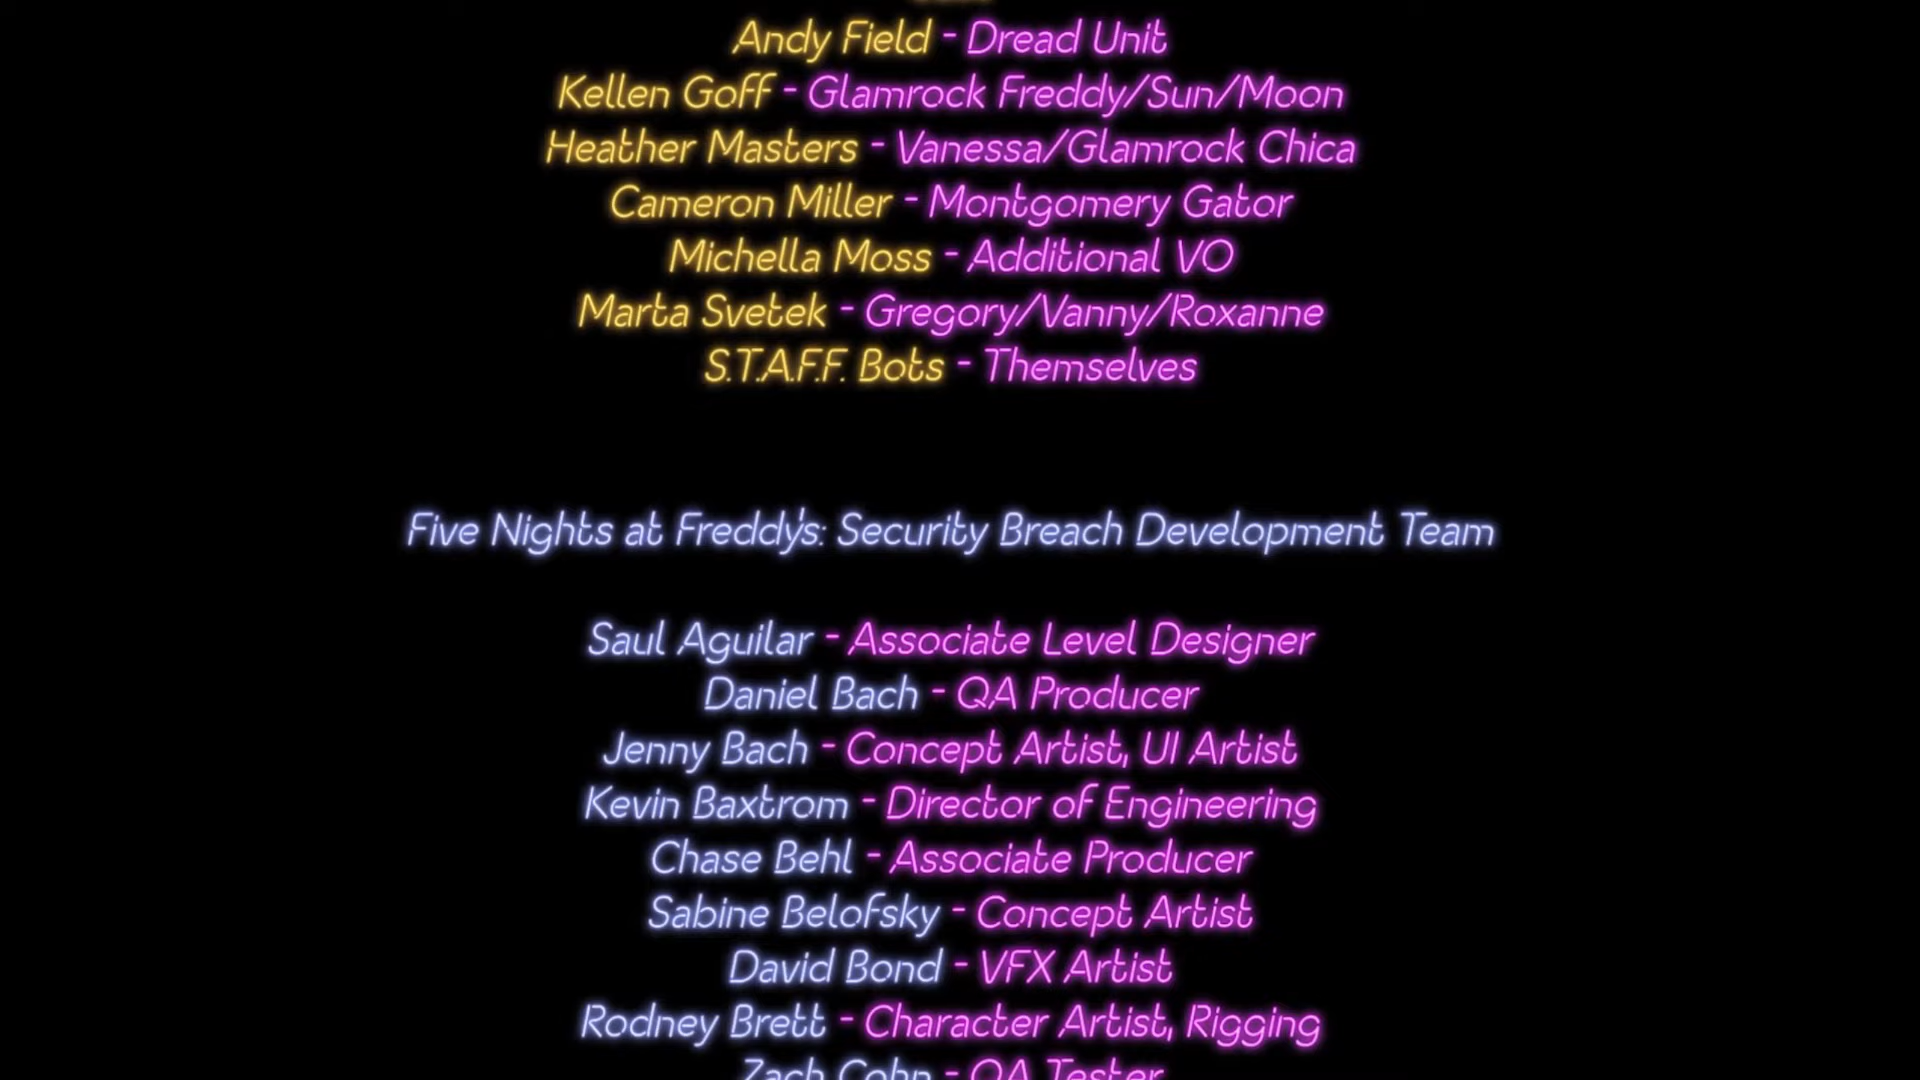 Andy Field - Dread Unit
Kellen Goff - Glamrock Freddy/Sun/Moon
Heather Masters - Vanessa/Glamrock Chica
Cameron Miller - Montgomery Gator
Michella Moss - Additional VO
Marta Svetek - Gregory/Vanny/Roxanne
S.T.A.F.F. Bots - Themselves
Five Nights at Freddy's: Security Breach Development Team
Saul Aguilar - Associate Level Designer
Daniel Bach - QA Producer
Jenny Bach - Concept Artist, UI Artist
Kevin Baxtrom - Director of Engineering
Chase Behl - Associate Producer
Sabine Belofsky - Concept Artist
David Bond - VFX Artist
Rodney Brett - Character Artist, Rigging
Zach Cohn - QA Tester